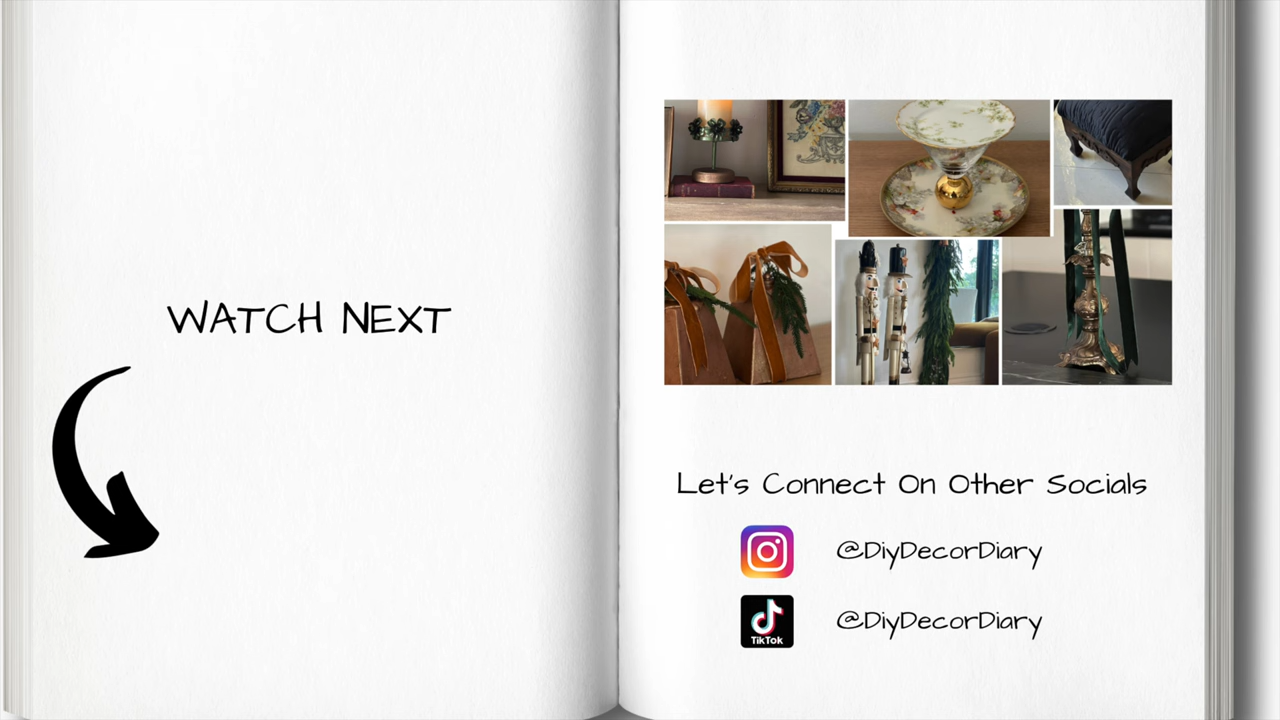 WATCH NEXT
Let's Connect On Other Socials
@DiyDecorDiary
TikTok
@DiyDecorDiary